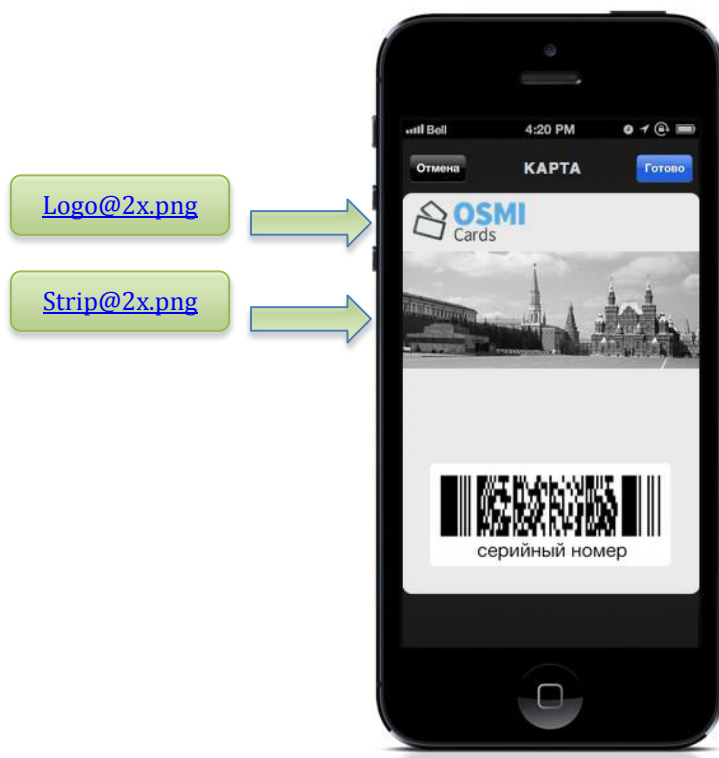 Bell 4:20 PM
Отмена КАРТА Готово
Logo@2x.png
OSMI
Cards
Strip@2x.png
серийный номер